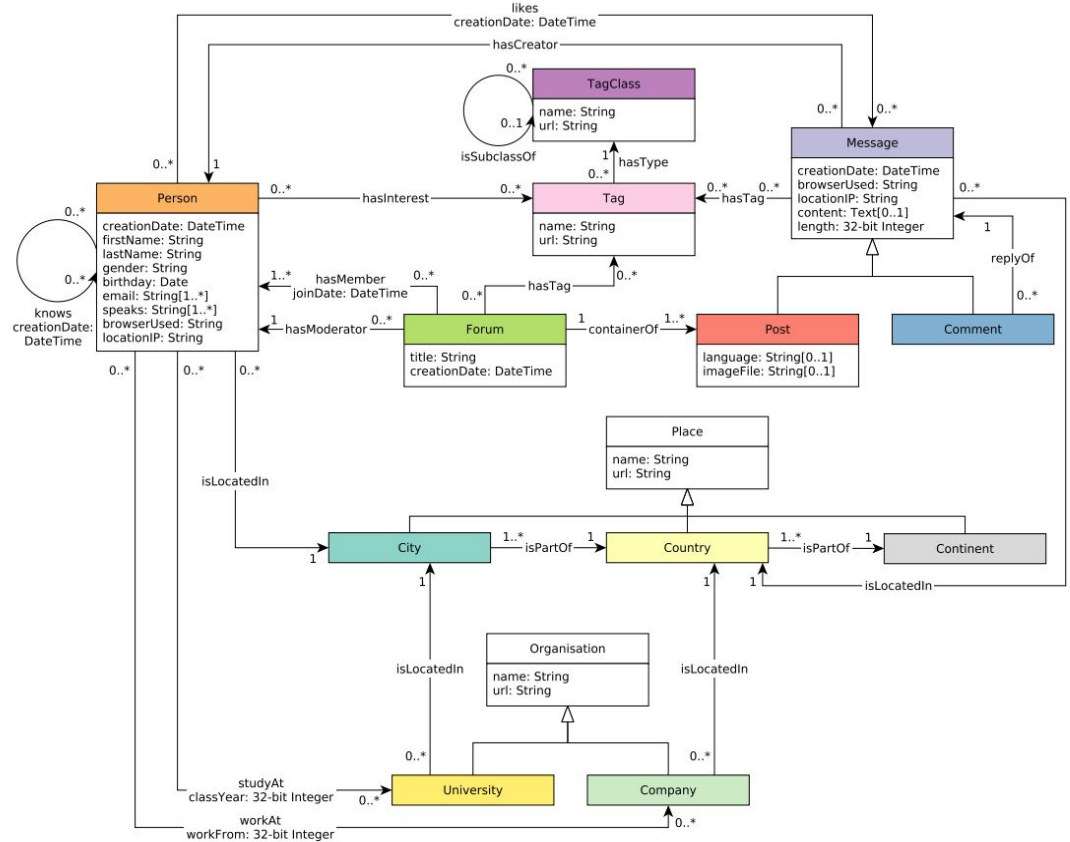 likes
creationDate: DateTime
hasCreator
0..*
TagClass
name: String
url: String
0..1
isSubclassOf
1
hasType
0..*
0..*
0..*
Message
creationDate: DateTime
browserUsed: String
locationIP: String
content: Text[0..1]
length: 32-bit Integer
0..*
1
Person
creationDate: DateTime
firstName: String
lastName: String
gender: String
birthday: Date
email: String[1..*]
speaks: String[1..*]
browserUsed: String
locationIP: String
0..*
hasInterest
0..*
Tag
name: String
url: String
0..*
hasTag
0..*
0..*
1
replyOf
0..*
0..*
0..*
knows
creationDate:
DateTime
1..*
hasMember
joinDate: DateTime
0..*
0..*
hasTag
0..*
1
hasModerator
0..*
Forum
title: String
creationDate: DateTime
1
containerOf
1..*
Post
language: String[0..1]
imageFile: String[0..1]
Comment
0..*
0..*
0..*
Place
name: String
url: String
isLocatedIn
1
City
1..*
isPartOf
1
Country
1..*
isPartOf
1
Continent
1
1
1
isLocatedIn
Organisation
name: String
url: String
isLocatedIn
isLocatedIn
0..*
0..*
studyAt
classYear: 32-bit Integer
0..*
University
Company
workAt
workFrom: 32-bit Integer
0..*